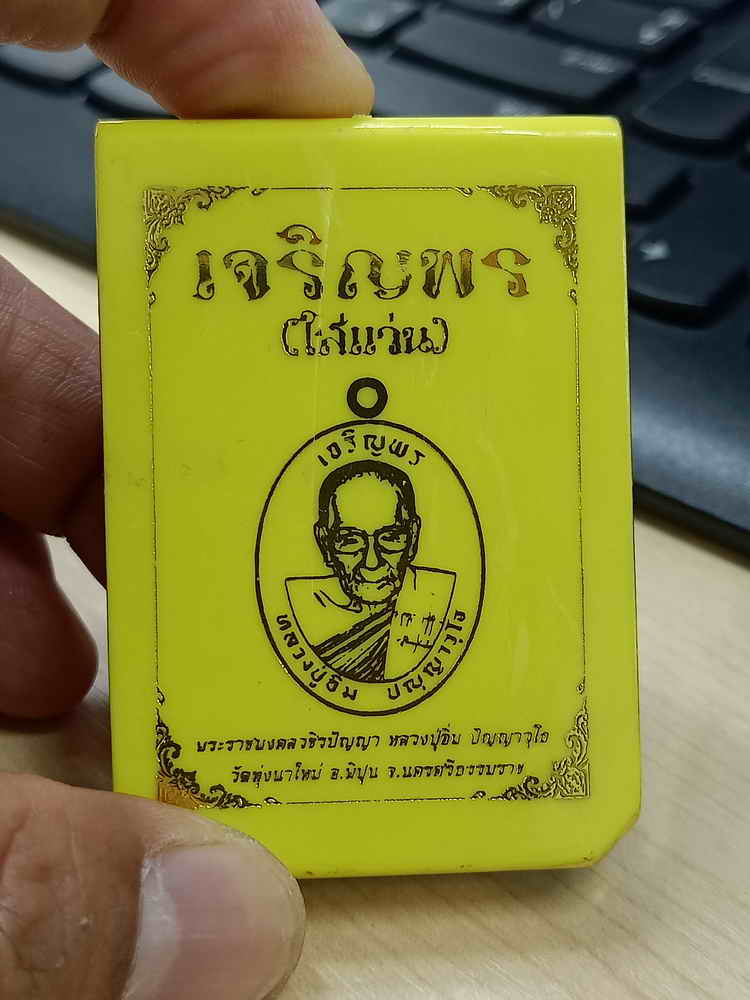 เจริญพร
(ใส่แว่น)
เจริญพร
หลวงปู่อิ่ม ปญฺญาวุโธ
พระราชมงคลวชิรปัญญา หลวงปู่อิ่ม ปัญญาวุโธ
วัดทุ่งนาใหม่ อ.พิปูน จ.นครศรีธรรมราช